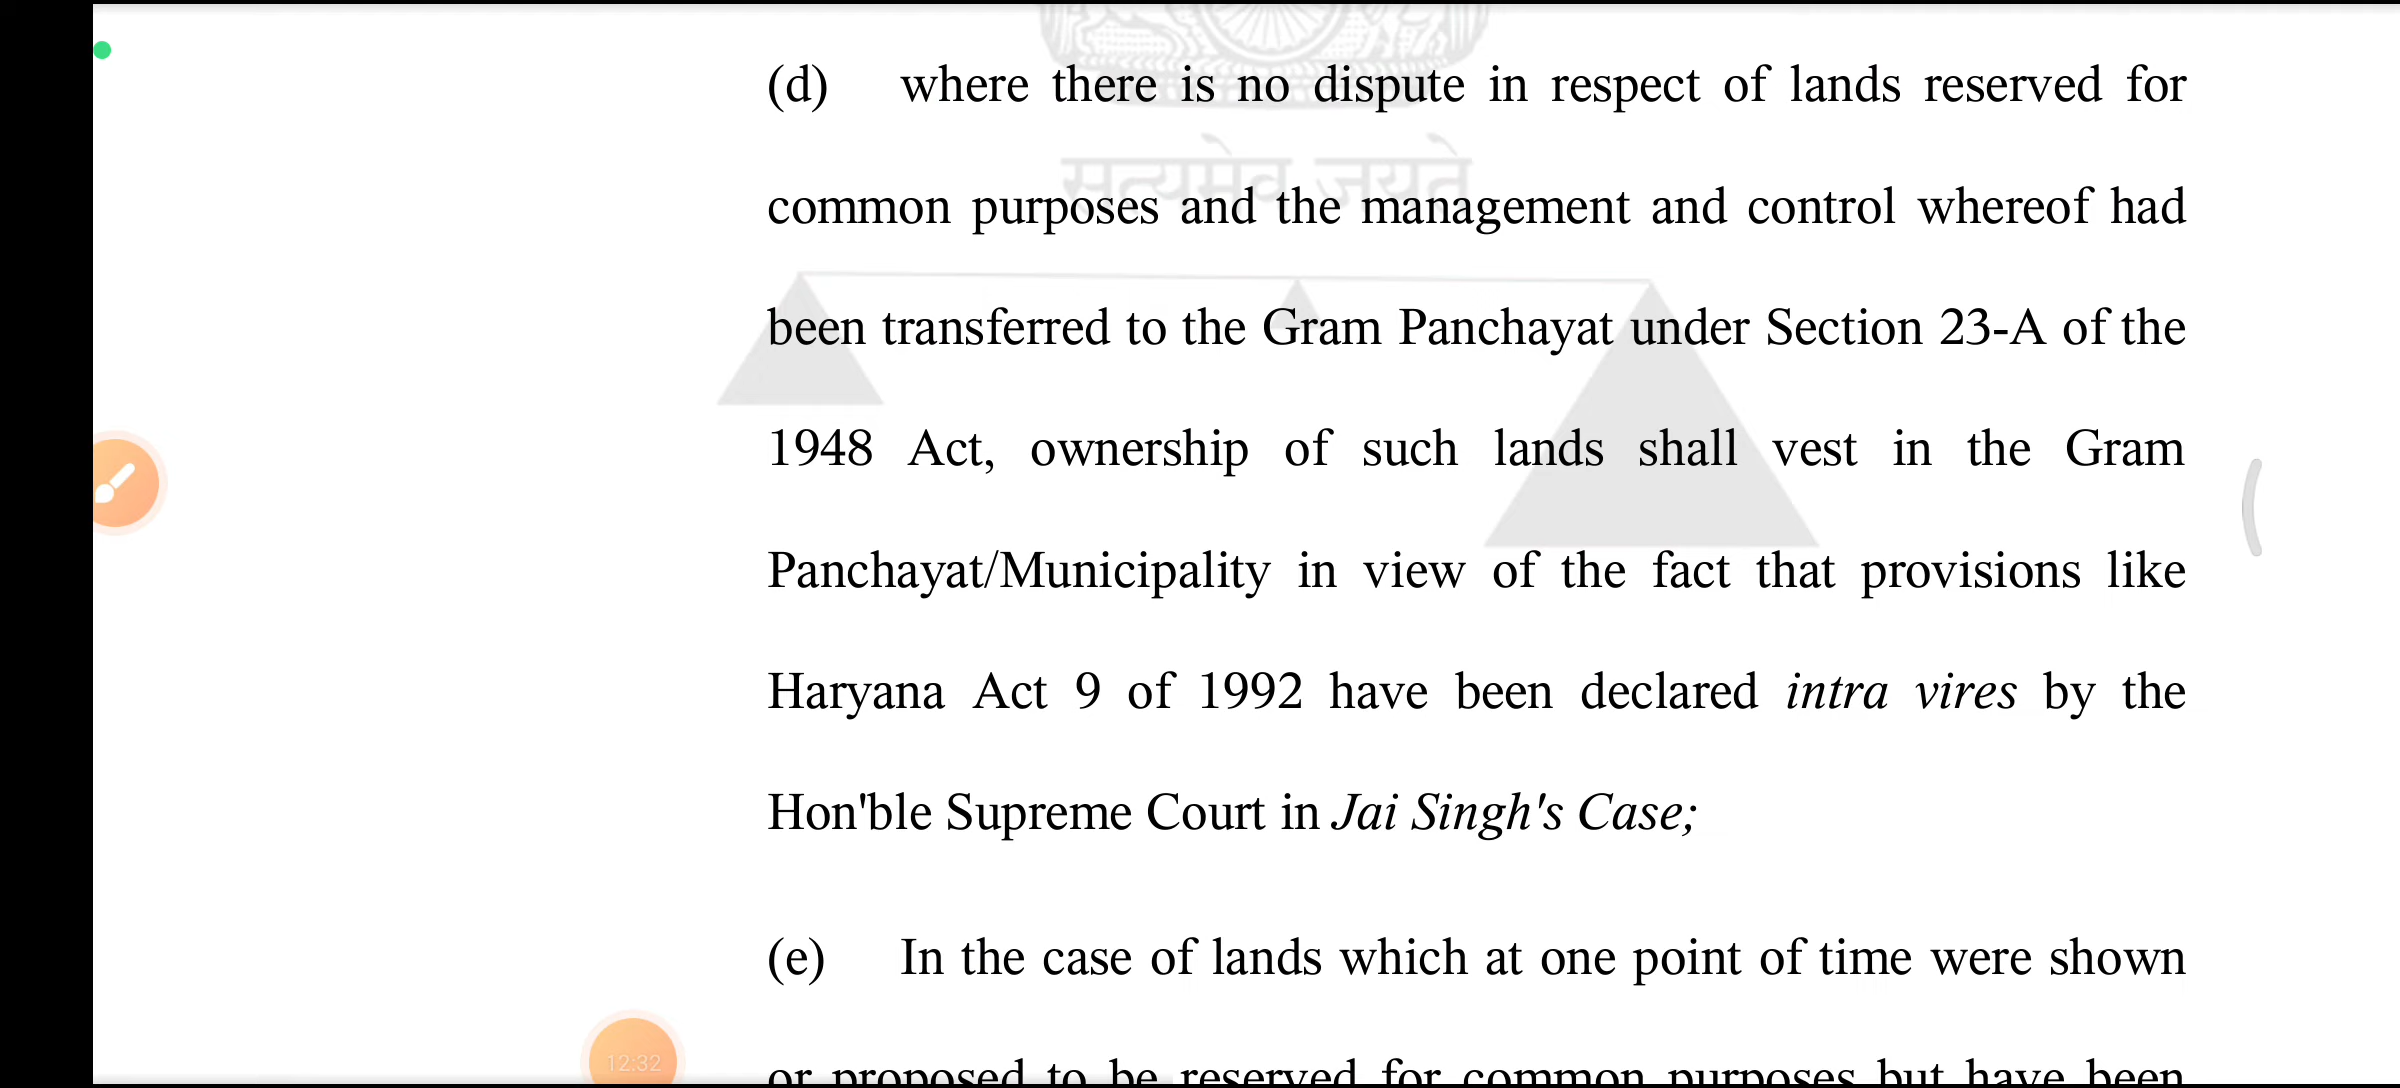 (d) where there is no dispute in respect of lands reserved for
सत्यमेव जयते
common purposes and the management and control whereof had
been transferred to the Gram Panchayat under Section 23-A of the
1948 Act, ownership of such lands shall vest in the Gram
Panchayat/Municipality in view of the fact that provisions like
Haryana Act 9 of 1992 have been declared intra vires by the
Hon'ble Supreme Court in Jai Singh's Case;
(e) In the case of lands which at one point of time were shown
12:32
or proposed to be reserved for common purposes but have been